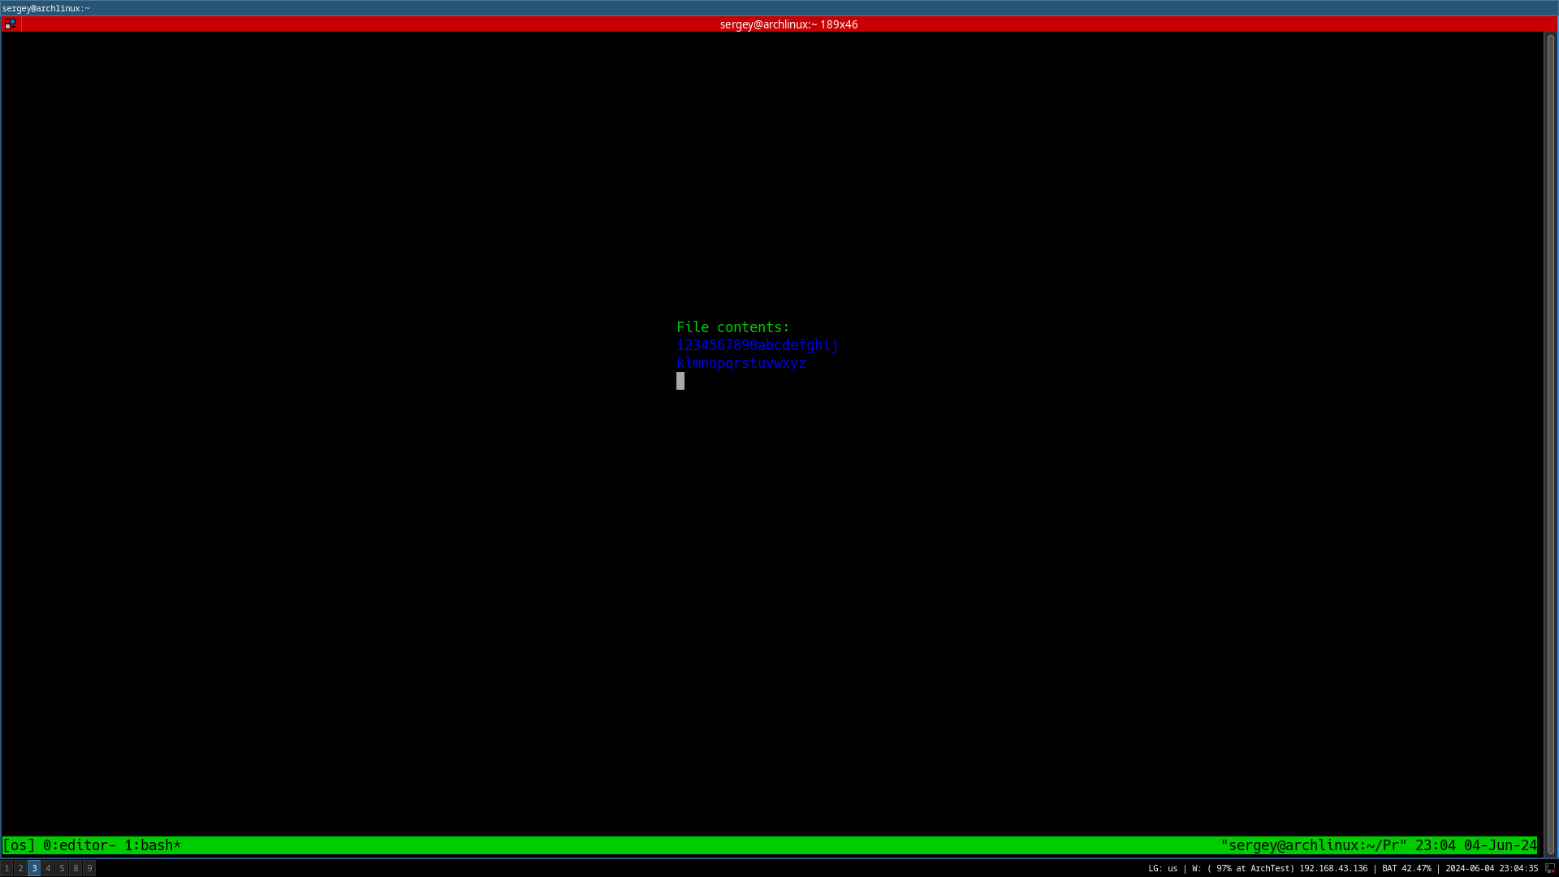 sergey@archlinux:~
sergey@archlinux:~ 189x46
File contents:
1234567890abcdefghij
klmnopqrstuvwxyz
[os] 0:editor- 1:bash* "sergey@archlinux:~/Pr" 23:04 04-Jun-24
1 2 3 4 5 8 9 LG: us | W: ( 97% at ArchTest) 192.168.43.136 | BAT 42.47% | 2024-06-04 23:04:35